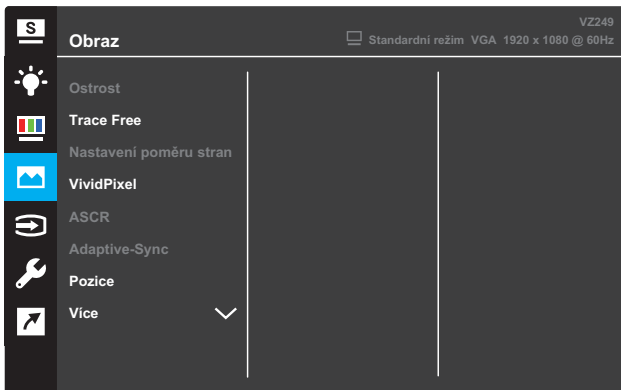 S
VZ249
Obraz
Standardni režim VGA 1920 x 1080 @ 60Hz
Ostrost
Trace Free
Nastavení poměru stran
VividPixel
ASCR
Adaptive-Sync
Pozice
Více